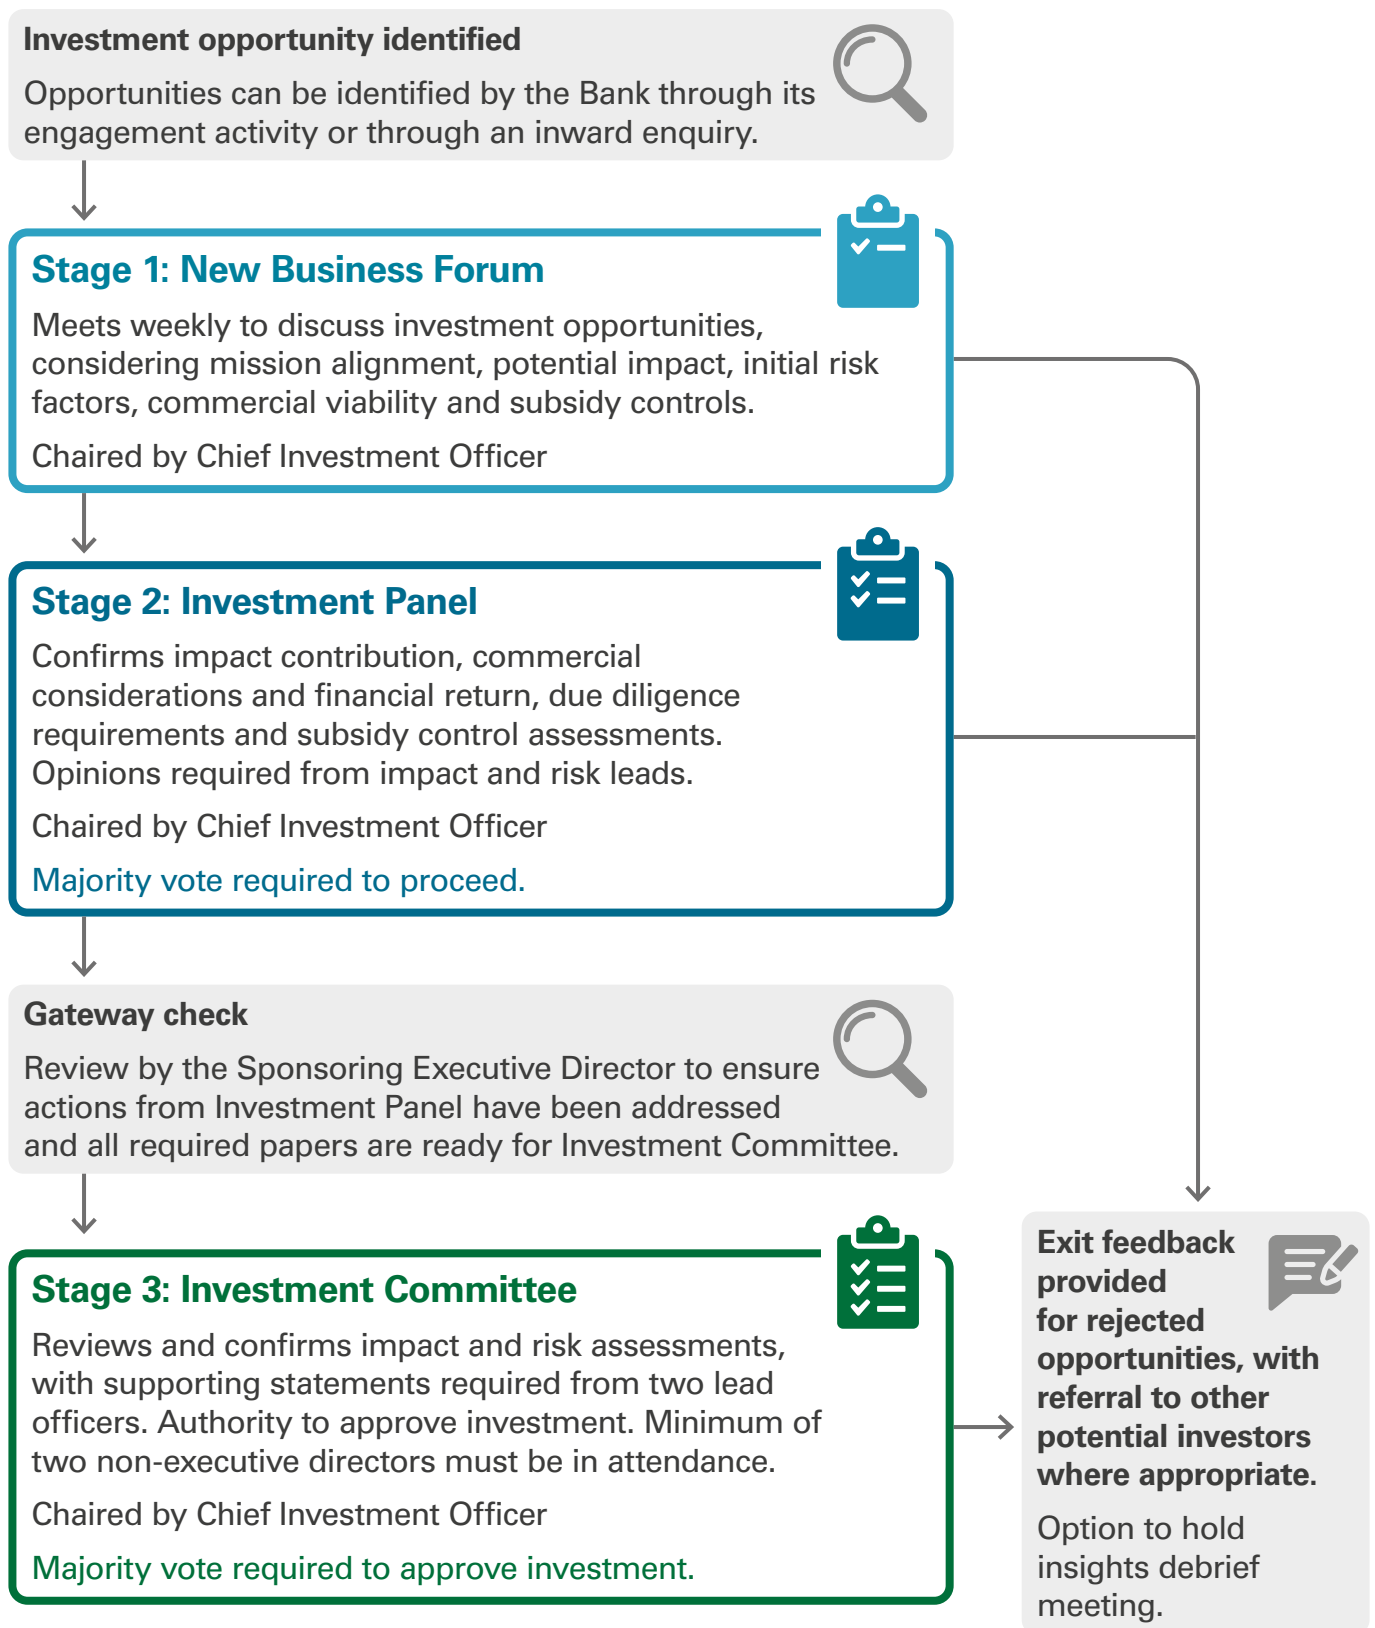 Investment opportunity identified
Opportunities can be identified by the Bank through its
engagement activity or through an inward enquiry.
Stage 1: New Business Forum
Meets weekly to discuss investment opportunities,
considering mission alignment, potential impact, initial risk
factors, commercial viability and subsidy controls.
Chaired by Chief Investment Officer
Stage 2: Investment Panel
Confirms impact contribution, commercial
considerations and financial return, due diligence
requirements and subsidy control assessments.
Opinions required from impact and risk leads.
Chaired by Chief Investment Officer
Majority vote required to proceed.
Gateway check
Review by the Sponsoring Executive Director to ensure
actions from Investment Panel have been addressed
and all required papers are ready for Investment Committee.
Stage 3: Investment Committee
Reviews and confirms impact and risk assessments,
with supporting statements required from two lead
officers. Authority to approve investment. Minimum of
two non-executive directors must be in attendance.
Chaired by Chief Investment Officer
Majority vote required to approve investment.
Exit feedback
provided
for rejected
opportunities, with
referral to other
potential investors
where appropriate.
Option to hold
insights debrief
meeting.